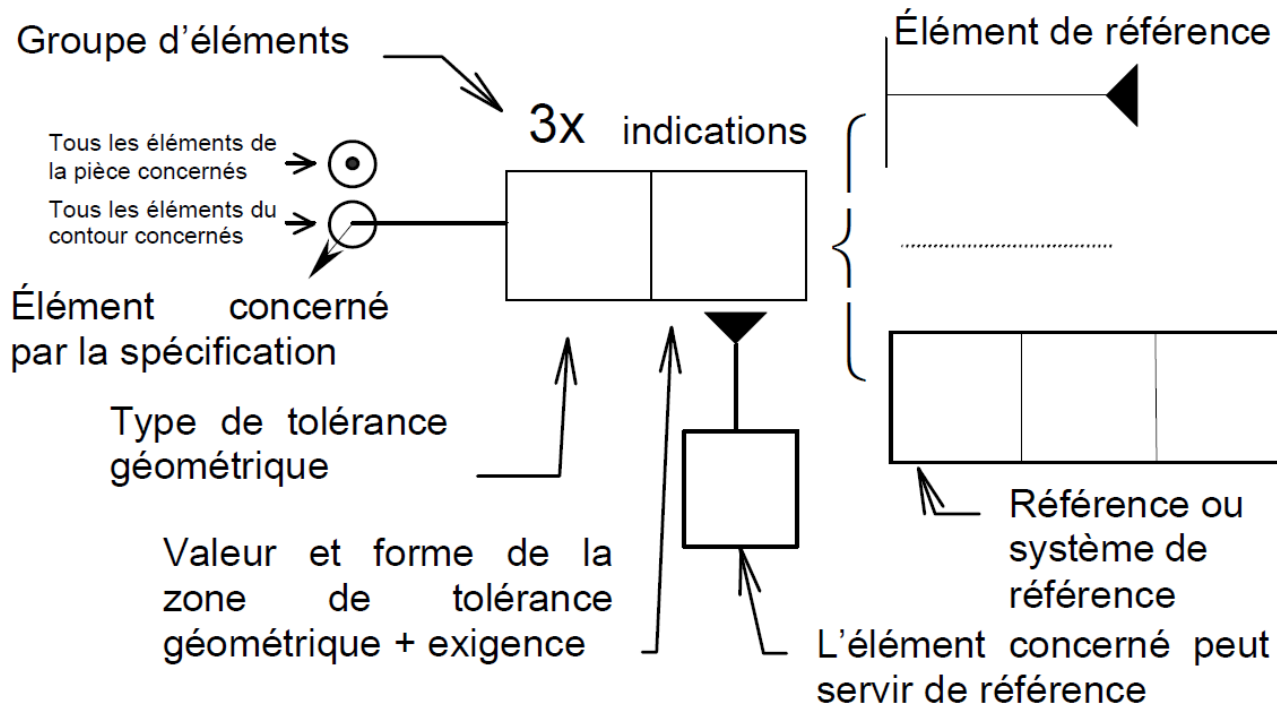 Groupe d’éléments
Élément de référence
3x indications
Tous les éléments de
la pièce concernés
Tous les éléments du
contour concernés
Élément concerné
par la spécification
Type de tolérance
géométrique
Valeur et forme de la
zone de tolérance
géométrique + exigence
Référence ou
système de
référence
L’élément concerné peut
servir de référence